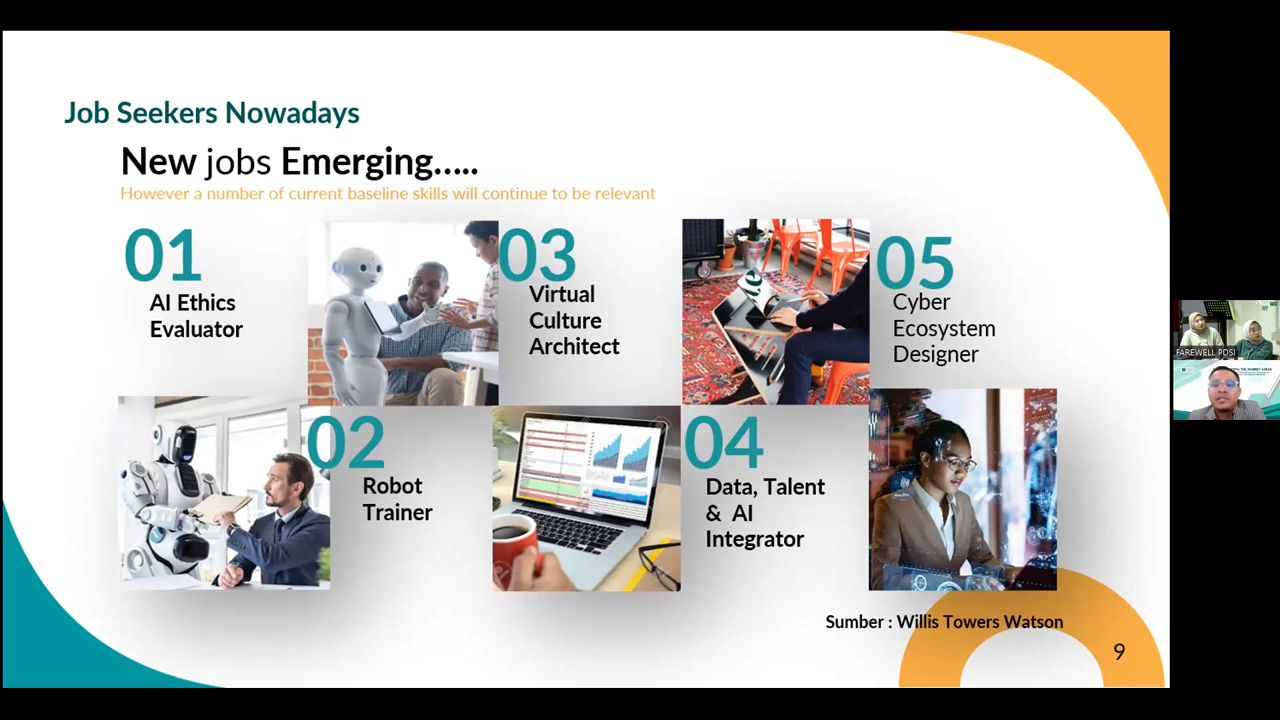 Job Seekers Nowadays
New jobs Emerging.....
However a number of current baseline skills will continue to be relevant
01
AI Ethics
Evaluator
02
Robot
Trainer
03
Virtual
Culture
Architect
04
Data, Talent
& AI
Integrator
05
Cyber
Ecosystem
Designer
Sumber : Willis Towers Watson
9
FAREWELL PDSI